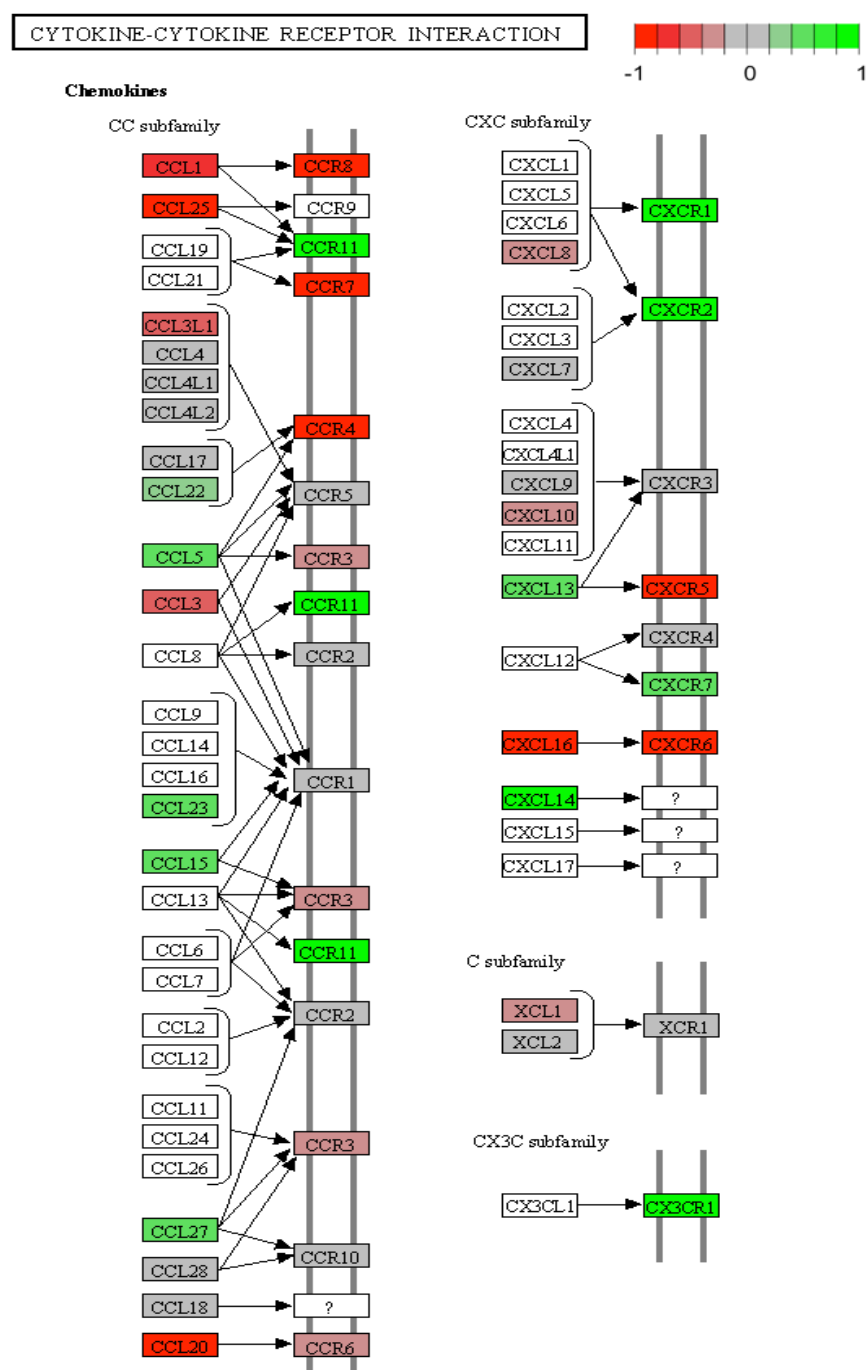 CYTOKINE-CYTOKINE RECEPTOR INTERACTION
-1
0
1
Chemokines
CC subfamily
CCL1
CCR8
CCL25
CCR9
CCL19
CCR11
CCL21
CCR7
CCL3L1
CCL4
CCL4L1
CCL4L2
CCR4
CCL17
CCL22
CCR5
CCL5
CCR3
CCL3
CCR11
CCL8
CCR2
CCL9
CCL14
CCL16
CCR1
CCL23
CCL15
CCL13
CCR3
CCL6
CCR11
CCL7
CCR2
CCL2
CCL12
CCL11
CCL24
CCR3
CCL26
CCL27
CCR10
CCL28
CCL18
?
CCL20
CCR6
CXC subfamily
CXCL1
CXCL5
CXCL6
CXCR1
CXCL8
CXCL2
CXCR2
CXCL3
CXCL7
CXCL4
CXCL4L1
CXCL9
CXCR3
CXCL10
CXCL11
CXCL13
CXCR5
CXCR4
CXCL12
CXCR7
CXCL16
CXCR6
CXCL14
?
CXCL15
?
CXCL17
?
C subfamily
XCL1
XCR1
XCL2
CX3C subfamily
CX3CL1
CX3CR1